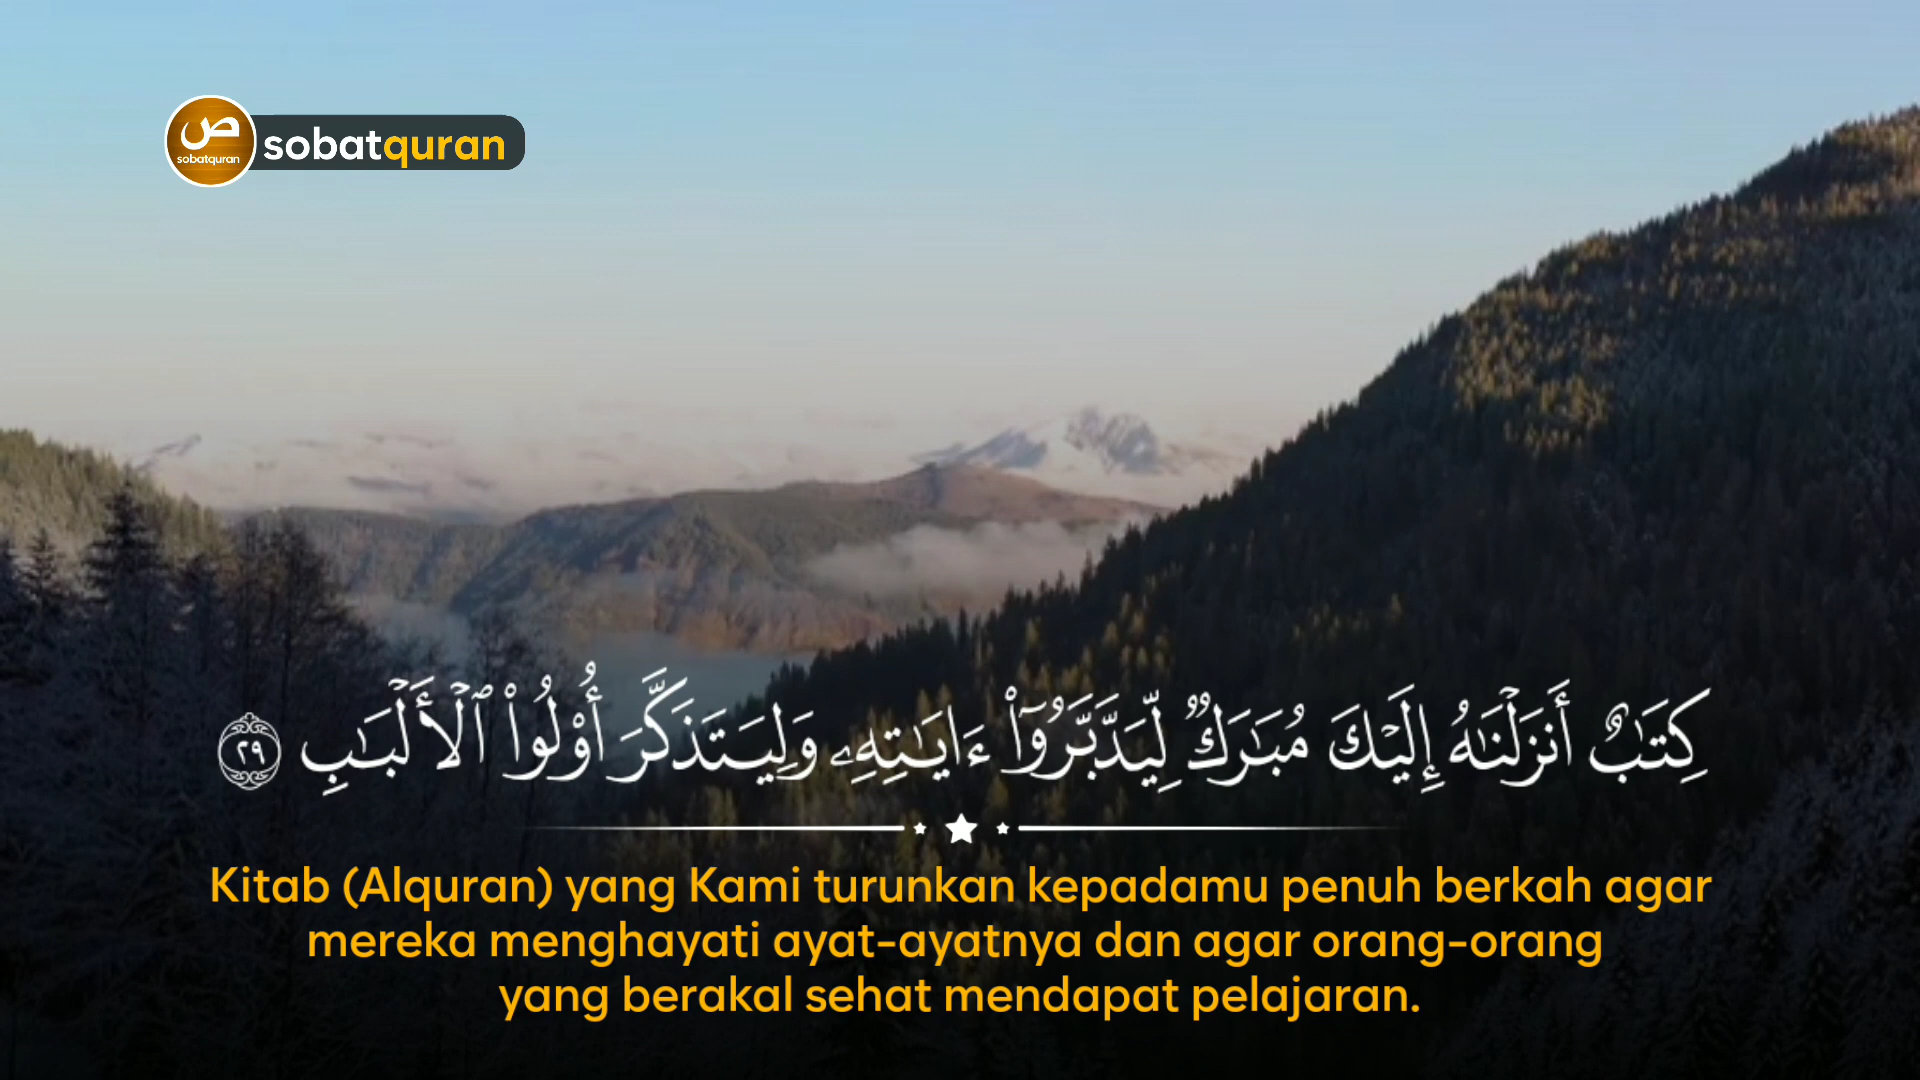 ص
sobatquran
sobatquran
كِتَٰبٌ أَنزَلْنَٰهُ إِلَيْكَ مُبَٰرَكٌ لِّيَدَّبَّرُوٓا۟ ءَايَٰتِهِۦ وَلِيَتَذَكَّرَ أُو۟لُوا۟ ٱلْأَلْبَٰبِ ٢٩
Kitab (Alquran) yang Kami turunkan kepadamu penuh berkah agar
mereka menghayati ayat-ayatnya dan agar orang-orang
yang berakal sehat mendapat pelajaran.